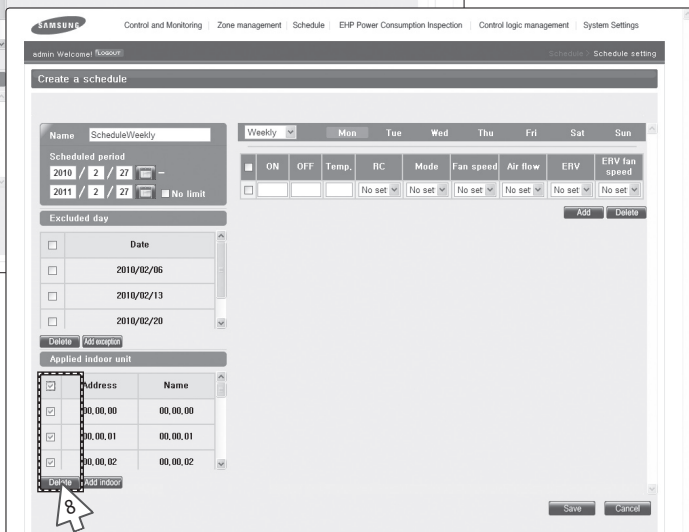 SAMSUNG Control and Monitoring Zone management Schedule EHP Power Consumption Inspection Control logic management System Settings
admin Welcome! LOGOUT Schedule > Schedule setting
Create a schedule
Name ScheduleWeekly
Scheduled period
2010 / 2 / 27 –
2011 / 2 / 27 No limit
Excluded day
Date
2010/02/06
2010/02/13
2010/02/20
Delete Add exception
Applied indoor unit
Address Name
00,00,00 00,00,00
00,00,01 00,00,01
00,00,02 00,00,02
Delete Add indoor
8
Weekly Mon Tue Wed Thu Fri Sat Sun
ON OFF Temp. RC Mode Fan speed Air flow ERV ERV fan speed
No set No set No set No set No set No set
Add Delete
Save Cancel